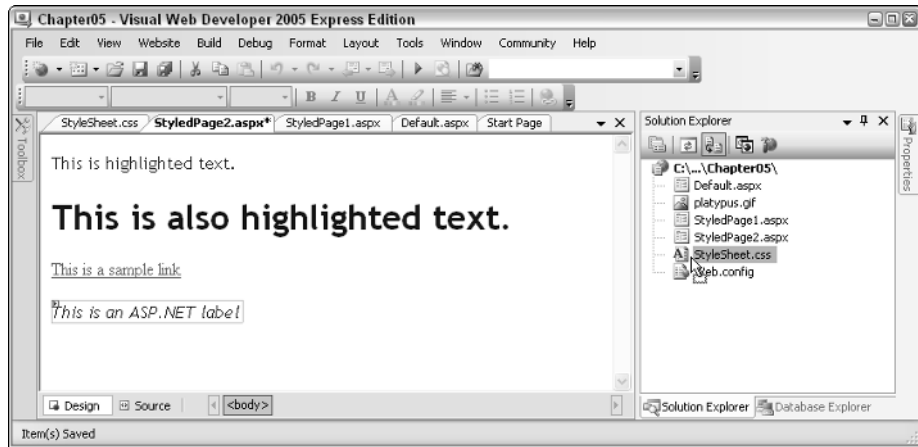 Chapter05 - Visual Web Developer 2005 Express Edition
File Edit View Website Build Debug Format Layout Tools Window Community Help
B I U A
Toolbox
StyleSheet.css StyledPage2.aspx* StyledPage1.aspx Default.aspx Start Page
This is highlighted text.
This is also highlighted text.
This is a sample link
This is an ASP.NET label
Design Source <body>
Solution Explorer
C:\...\Chapter05\
Default.aspx
platypus.gif
StyledPage1.aspx
StyledPage2.aspx
StyleSheet.css
Web.config
Solution Explorer Database Explorer
Properties
Item(s) Saved